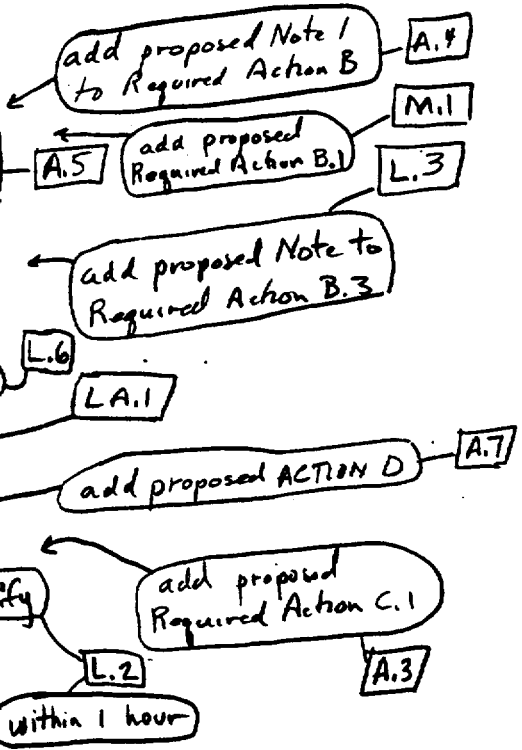 add proposed Note 1
to Required Action B
A.4
M.1
add proposed
Required Action B.1
A.5
L.3
add proposed Note to
Required Action B.3
L.6
LA.1
A.7
add proposed ACTION D
add proposed
Required Action C.1
L.2
A.3
within 1 hour